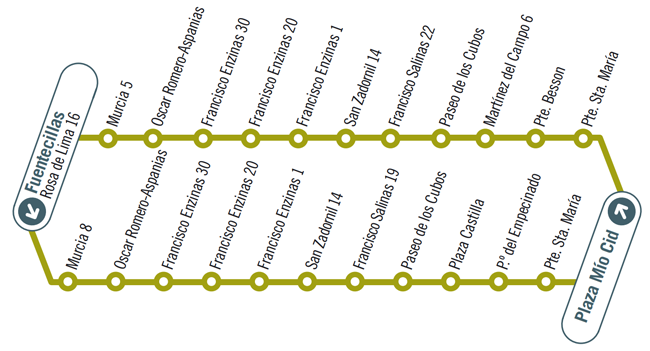 Fuentecillas
Rosa de Lima 16
Murcia 5
Oscar Romero-Aspanias
Francisco Enzinas 30
Francisco Enzinas 20
Francisco Enzinas 1
San Zadornil 14
Francisco Salinas 22
Paseo de los Cubos
Martínez del Campo 6
Pte. Besson
Pte. Sta. María
Murcia 8
Oscar Romero-Aspanias
Francisco Enzinas 30
Francisco Enzinas 20
Francisco Enzinas 1
San Zadornil 14
Francisco Salinas 19
Paseo de los Cubos
Plaza Castilla
P.º del Empecinado
Pte. Sta. María
Plaza Mío Cid